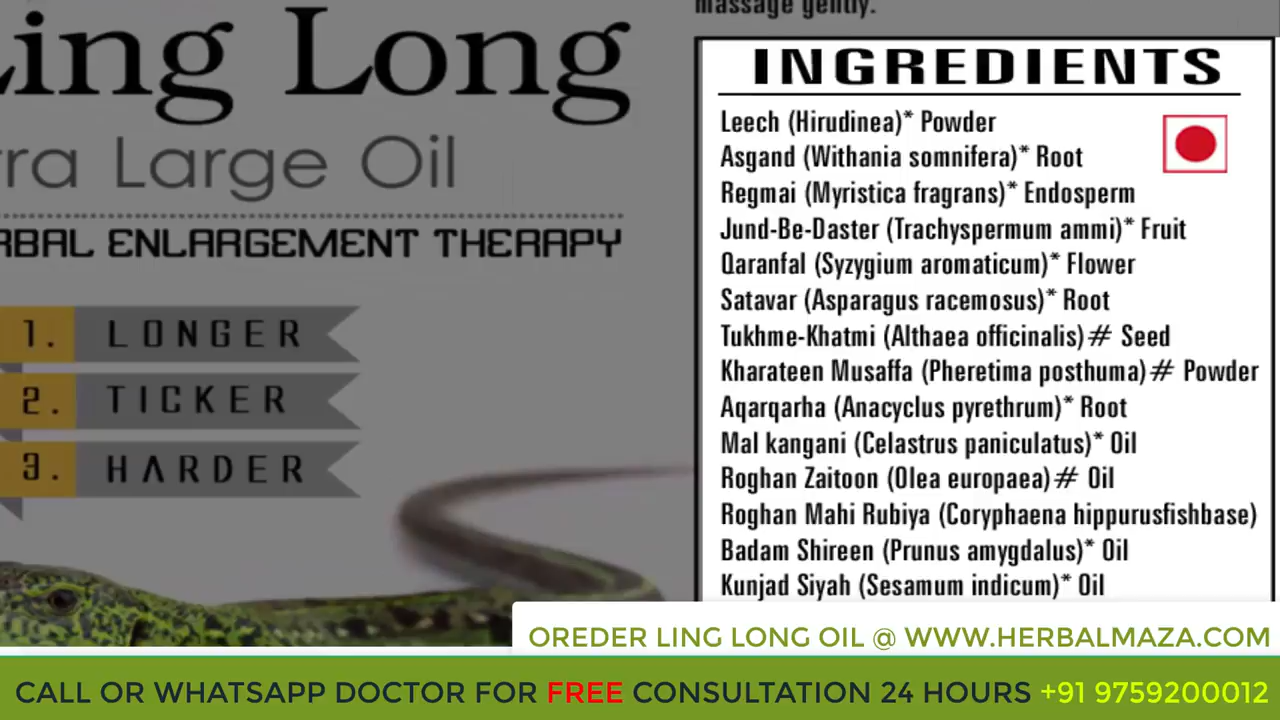 Ling Long
ra Large Oil
RBAL ENLARGEMENT THERAPY
1. LONGER
2. TICKER
3. HARDER
massage gently.
INGREDIENTS
Leech (Hirudinea)* Powder
Asgand (Withania somnifera)* Root
Regmai (Myristica fragrans)* Endosperm
Jund-Be-Daster (Trachyspermum ammi)* Fruit
Qaranfal (Syzygium aromaticum)* Flower
Satavar (Asparagus racemosus)* Root
Tukhme-Khatmi (Althaea officinalis)# Seed
Kharateen Musaffa (Pheretima posthuma)# Powder
Aqarqarha (Anacyclus pyrethrum)* Root
Mal kangani (Celastrus paniculatus)* Oil
Roghan Zaitoon (Olea europaea)# Oil
Roghan Mahi Rubiya (Coryphaena hippurusfishbase)
Badam Shireen (Prunus amygdalus)* Oil
Kunjad Siyah (Sesamum indicum)* Oil
OREDER LING LONG OIL @ WWW.HERBALMAZA.COM
CALL OR WHATSAPP DOCTOR FOR FREE CONSULTATION 24 HOURS +91 9759200012